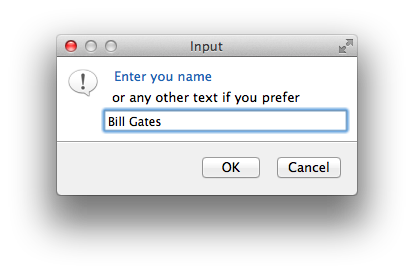 Input
Enter you name
or any other text if you prefer
Bill Gates
OK
Cancel